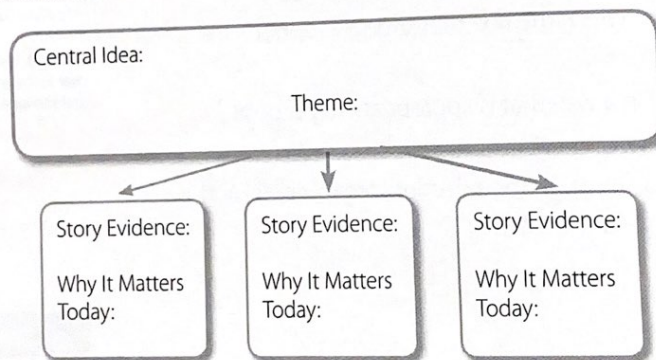 Central Idea:
Theme:
Story Evidence:
Why It Matters
Today:
Story Evidence:
Why It Matters
Today:
Story Evidence:
Why It Matters
Today: